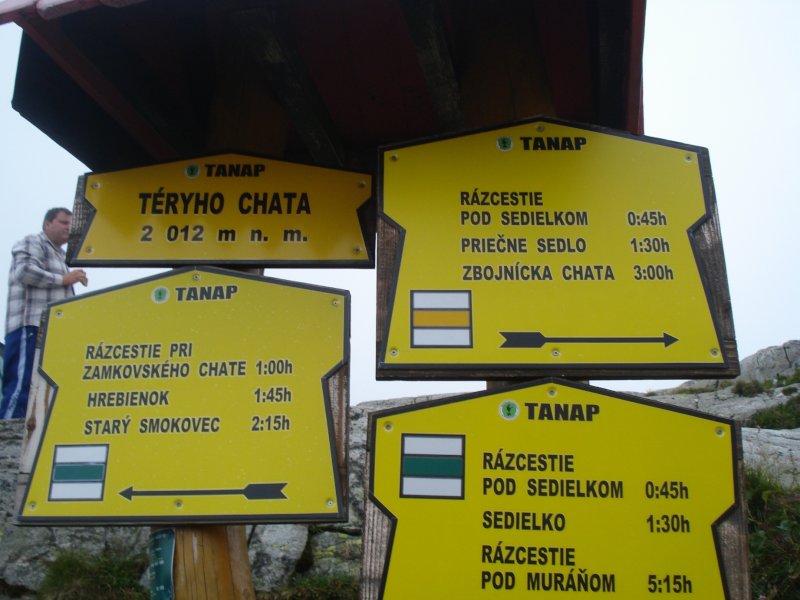 TANAP
TÉRYHO CHATA
2 012 m n. m.
TANAP
RÁZCESTIE
POD SEDIELKOM 0:45h
PRIEČNE SEDLO 1:30h
ZBOJNÍCKA CHATA 3:00h
TANAP
RÁZCESTIE PRI
ZAMKOVSKÉHO CHATE 1:00h
HREBIENOK 1:45h
STARÝ SMOKOVEC 2:15h
TANAP
RÁZCESTIE
POD SEDIELKOM 0:45h
SEDIELKO 1:30h
RÁZCESTIE
POD MURÁŇOM 5:15h